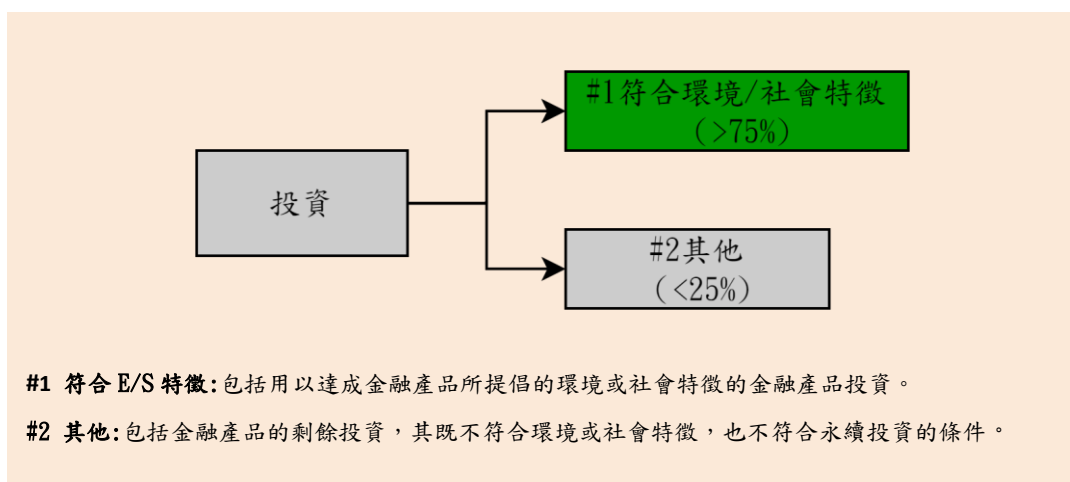 #1符合環境/社會特徵
(>75%)
投資
#2其他
(<25%)
#1 符合 E/S 特徵:包括用以達成金融產品所提倡的環境或社會特徵的金融產品投資。
#2 其他:包括金融產品的剩餘投資，其既不符合環境或社會特徵，也不符合永續投資的條件。